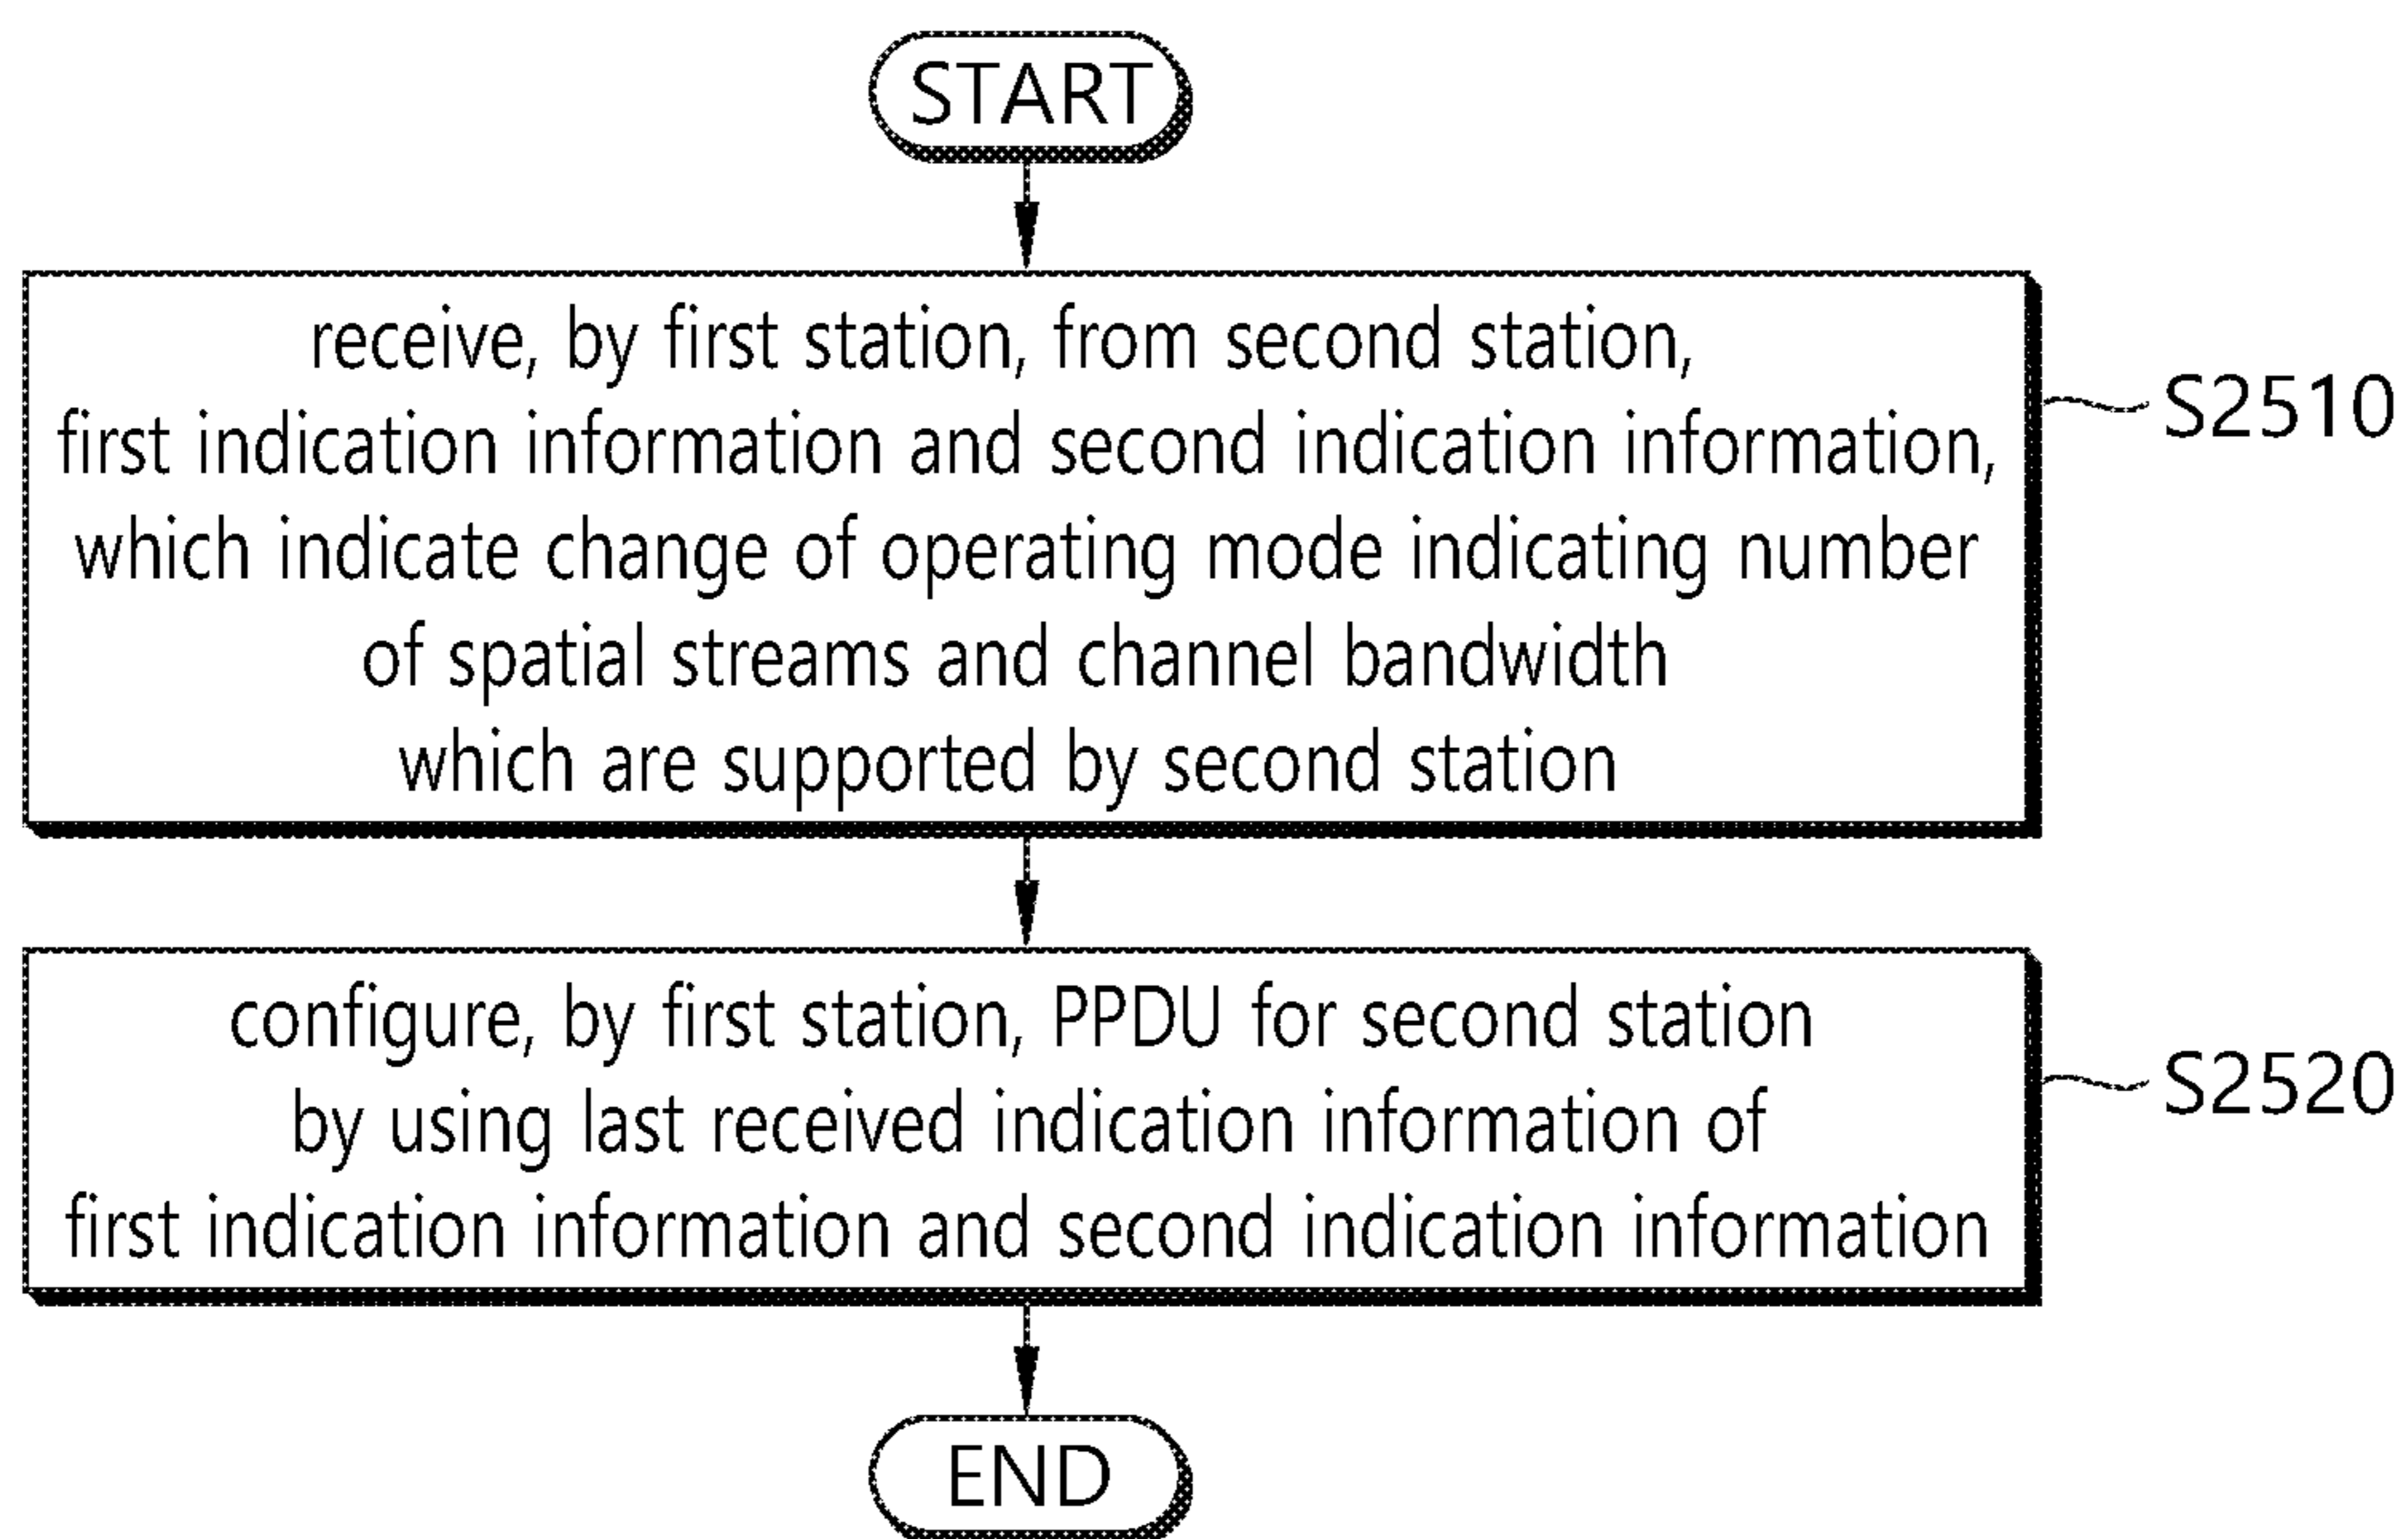 START
receive, by first station, from second station,
first indication information and second indication information,
which indicate change of operating mode indicating number
of spatial streams and channel bandwidth
which are supported by second station
S2510
configure, by first station, PPDU for second station
by using last received indication information of
first indication information and second indication information
S2520
END